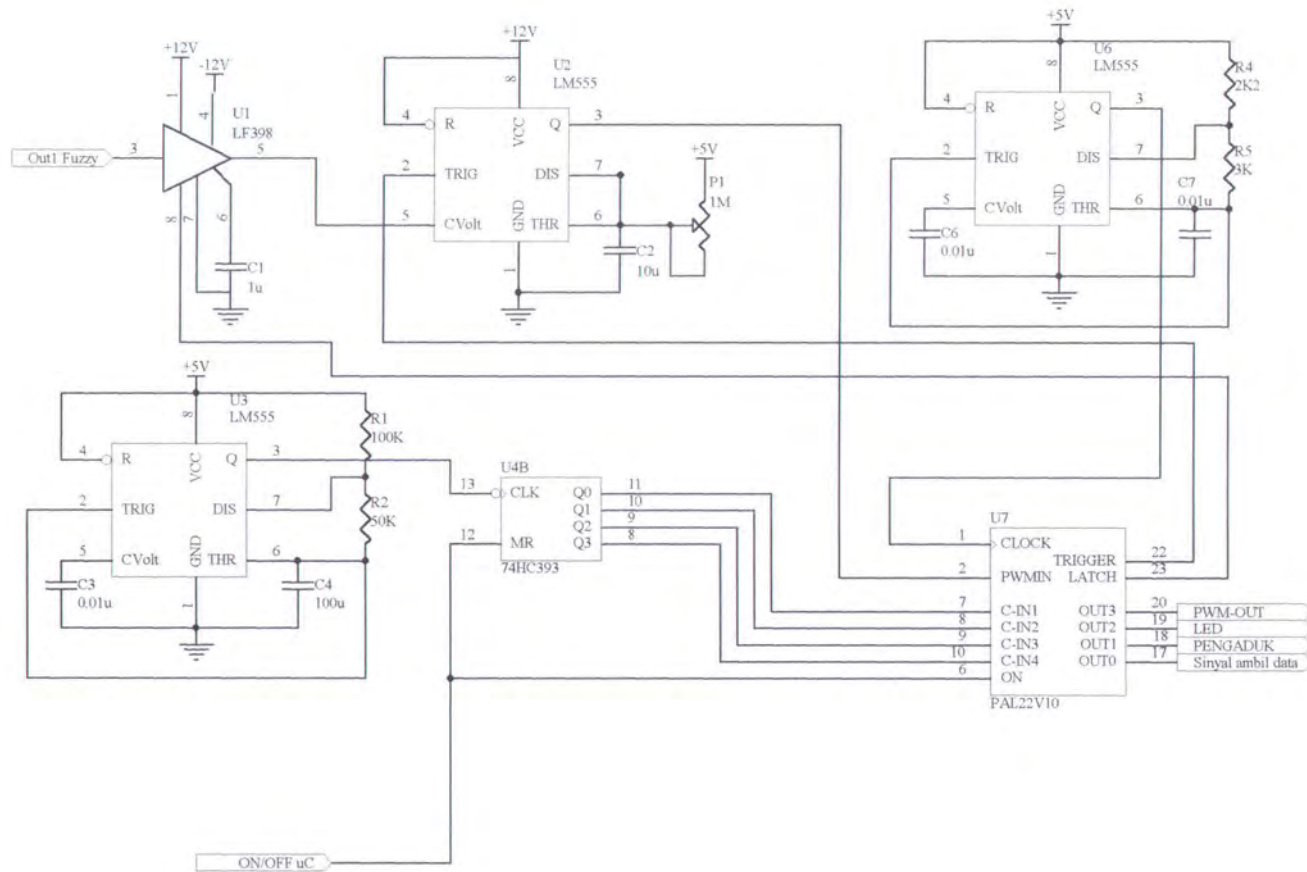 +12V
-12V
1
4
U1
LF398
Out1 Fuzzy
3
5
8
7
6
C1
1u
+12V
U2
LM555
8
4
R
VCC
Q
3
2
TRIG
DIS
7
5
CVolt
GND
THR
6
1
C2
10u
+5V
P1
1M
+5V
U6
LM555
8
4
R
VCC
Q
3
2
TRIG
DIS
7
5
CVolt
GND
THR
6
1
R4
2K2
R5
3K
C7
0.01u
C6
0.01u
+5V
U3
LM555
8
4
R
VCC
Q
3
2
TRIG
DIS
7
5
CVolt
GND
THR
6
1
R1
100K
R2
50K
C3
0.01u
C4
100u
U4B
13
CLK
12
MR
Q0
11
Q1
10
Q2
9
Q3
8
74HC393
U7
1
CLOCK
2
PWMIN
7
C-IN1
8
C-IN2
9
C-IN3
10
C-IN4
6
ON
TRIGGER
22
LATCH
23
OUT3
20
PWM-OUT
OUT2
19
LED
OUT1
18
PENGADUK
OUT0
17
Sinyal ambil data
PAL22V10
ON/OFF uC